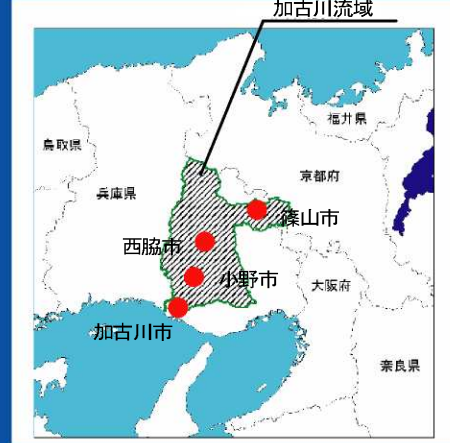 加古川流域
福井県
鳥取県
京都府
兵庫県
篠山市
西脇市
小野市
大阪府
加古川市
奈良県